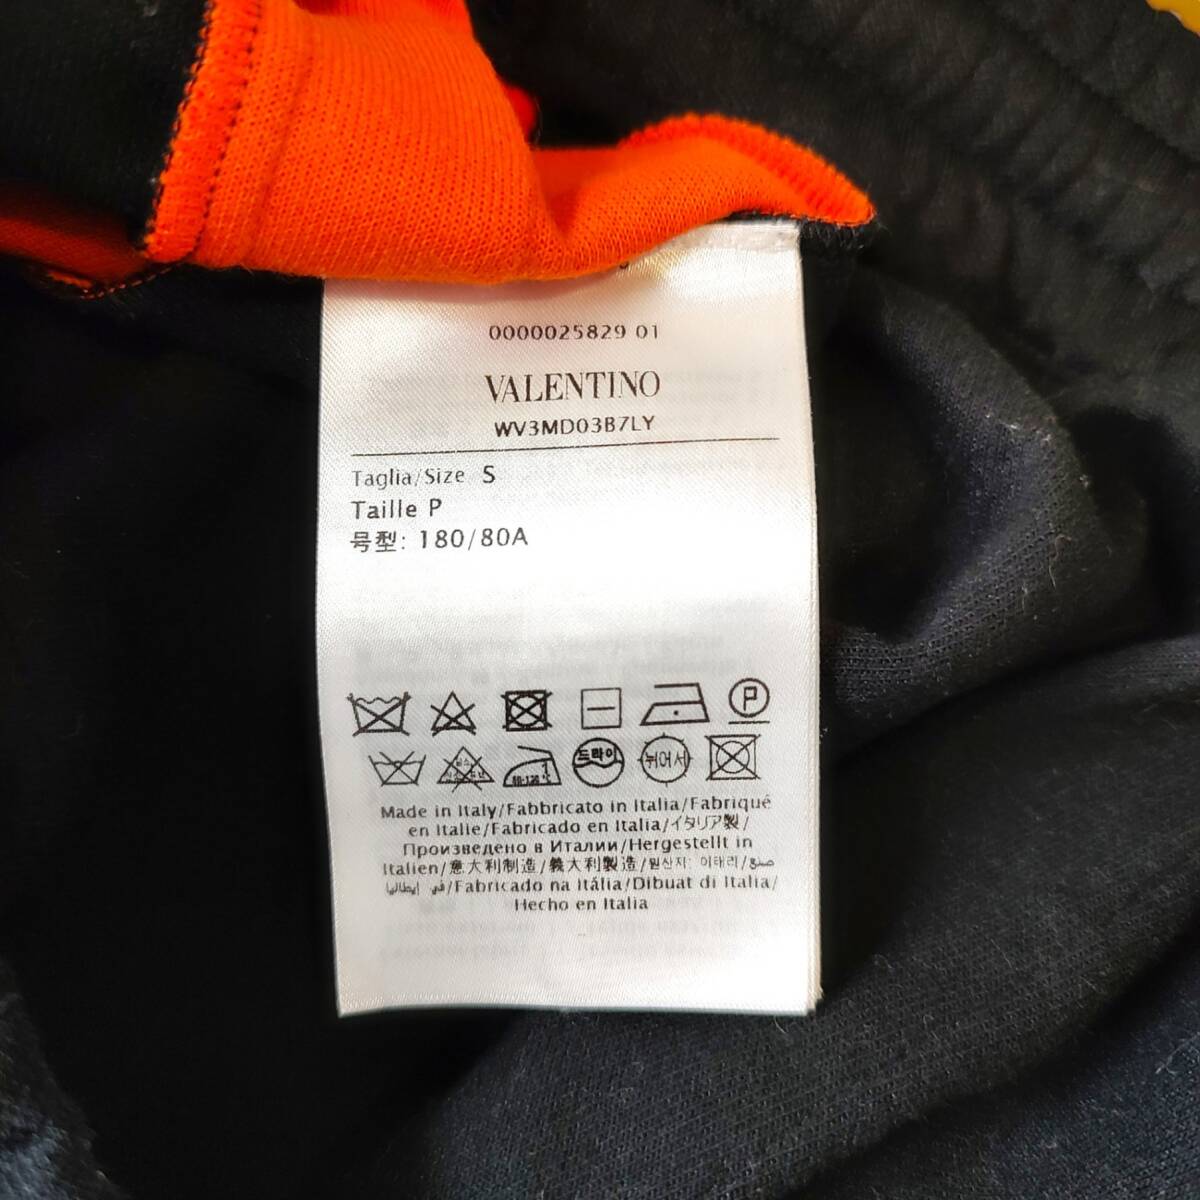 0000025829 01
VALENTINO
WV3MD03B7LY
Taglia/Size S
Taille P
号型: 180/80A
P
드라이
뉘어서
Made in Italy/Fabbricato in Italia/Fabriqué
en Italie/Fabricado en Italia/イタリア製/
Произведено в Италии/Hergestellt in
Italien/意大利制造/義大利製造/원산지: 이태리/صنع
في إيطاليا/Fabricado na Itália/Dibuat di Italia/
Hecho en Italia